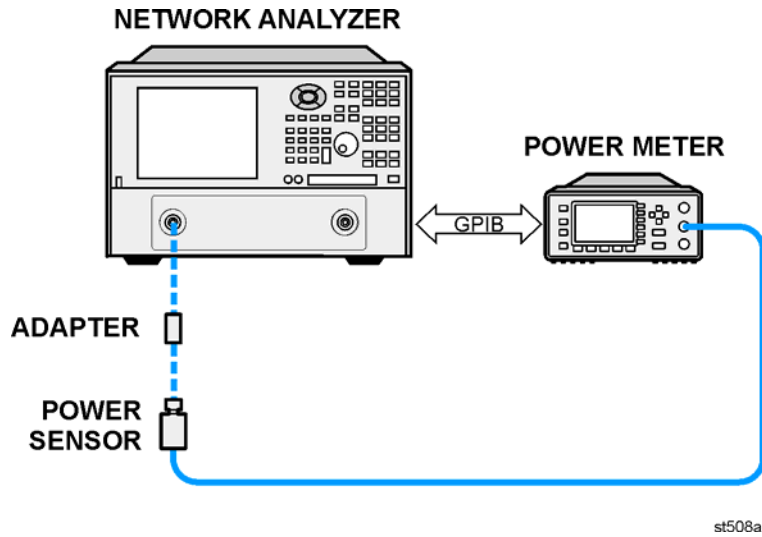 NETWORK ANALYZER
POWER METER
GPIB
ADAPTER
POWER
SENSOR
st508a